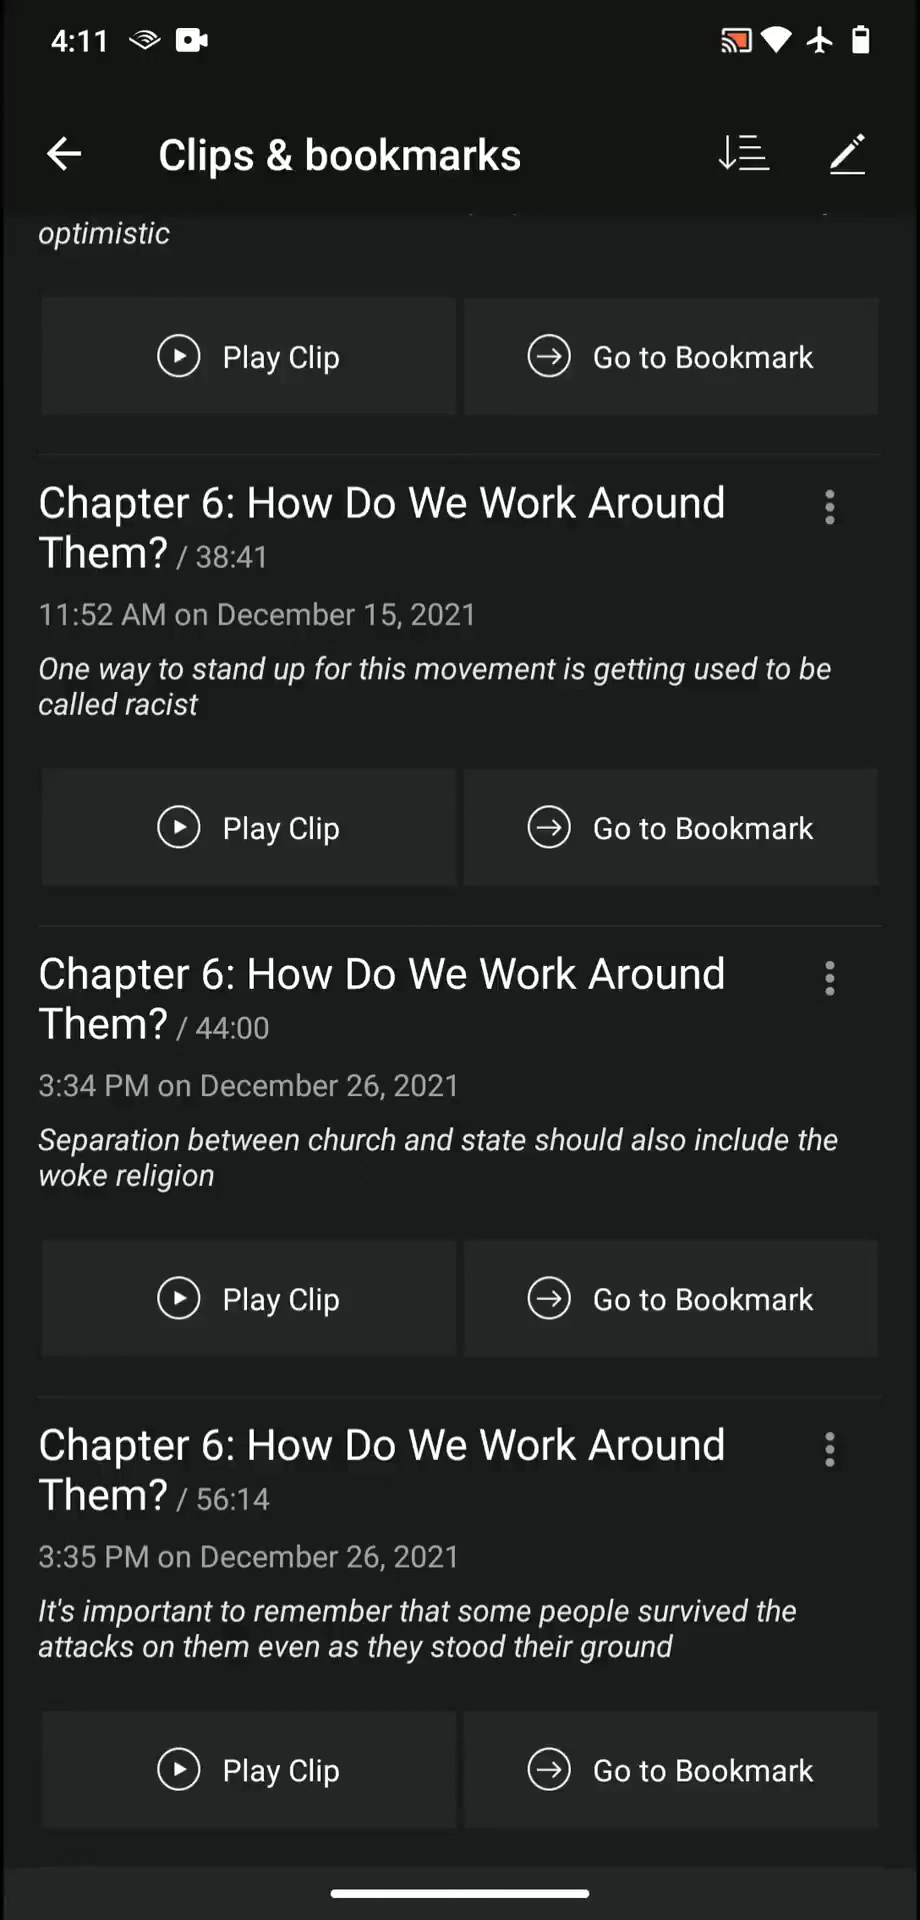 4:11
Clips & bookmarks
optimistic
Play Clip
Go to Bookmark
Chapter 6: How Do We Work Around
Them? / 38:41
11:52 AM on December 15, 2021
One way to stand up for this movement is getting used to be
called racist
Play Clip
Go to Bookmark
Chapter 6: How Do We Work Around
Them? / 44:00
3:34 PM on December 26, 2021
Separation between church and state should also include the
woke religion
Play Clip
Go to Bookmark
Chapter 6: How Do We Work Around
Them? / 56:14
3:35 PM on December 26, 2021
It's important to remember that some people survived the
attacks on them even as they stood their ground
Play Clip
Go to Bookmark